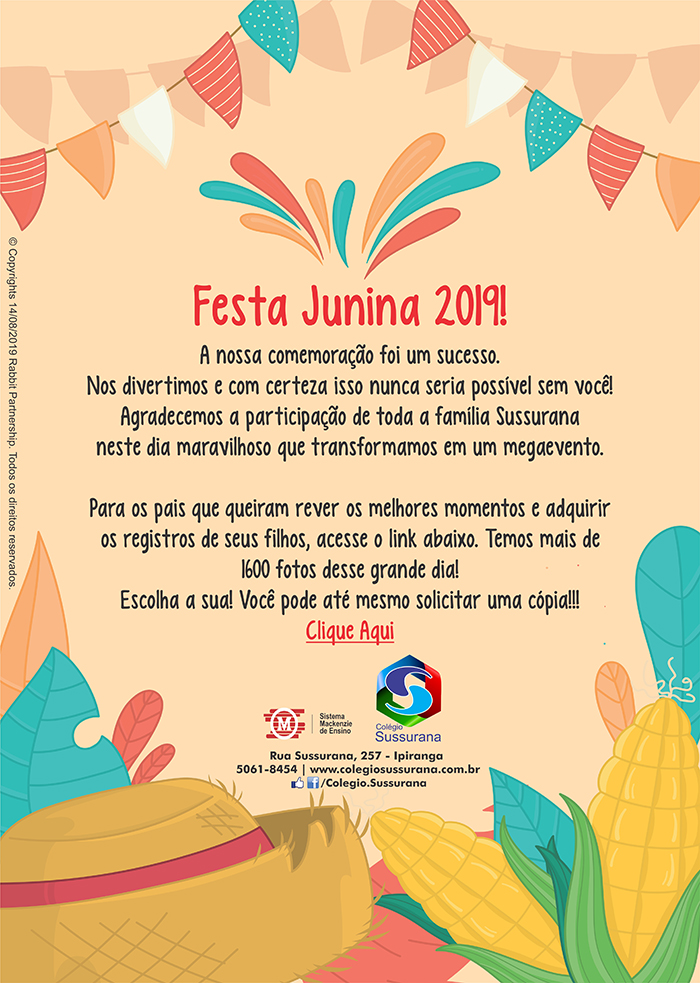 © Copyrights 14/08/2019 Rabbit Partnership. Todos os direitos reservados.
Festa Junina 2019!
A nossa comemoração foi um sucesso.
Nos divertimos e com certeza isso nunca seria possível sem você!
Agradecemos a participação de toda a família Sussurana
neste dia maravilhoso que transformamos em um megaevento.
Para os pais que queiram rever os melhores momentos e adquirir
os registros de seus filhos, acesse o link abaixo. Temos mais de
1600 fotos desse grande dia!
Escolha a sua! Você pode até mesmo solicitar uma cópia!!!
Clique Aqui
M
Sistema
Mackenzie
de Ensino
S
Colégio
Sussurana
Rua Sussurana, 257 - Ipiranga
5061-8454 | www.colegiosussurana.com.br
f /Colegio.Sussurana